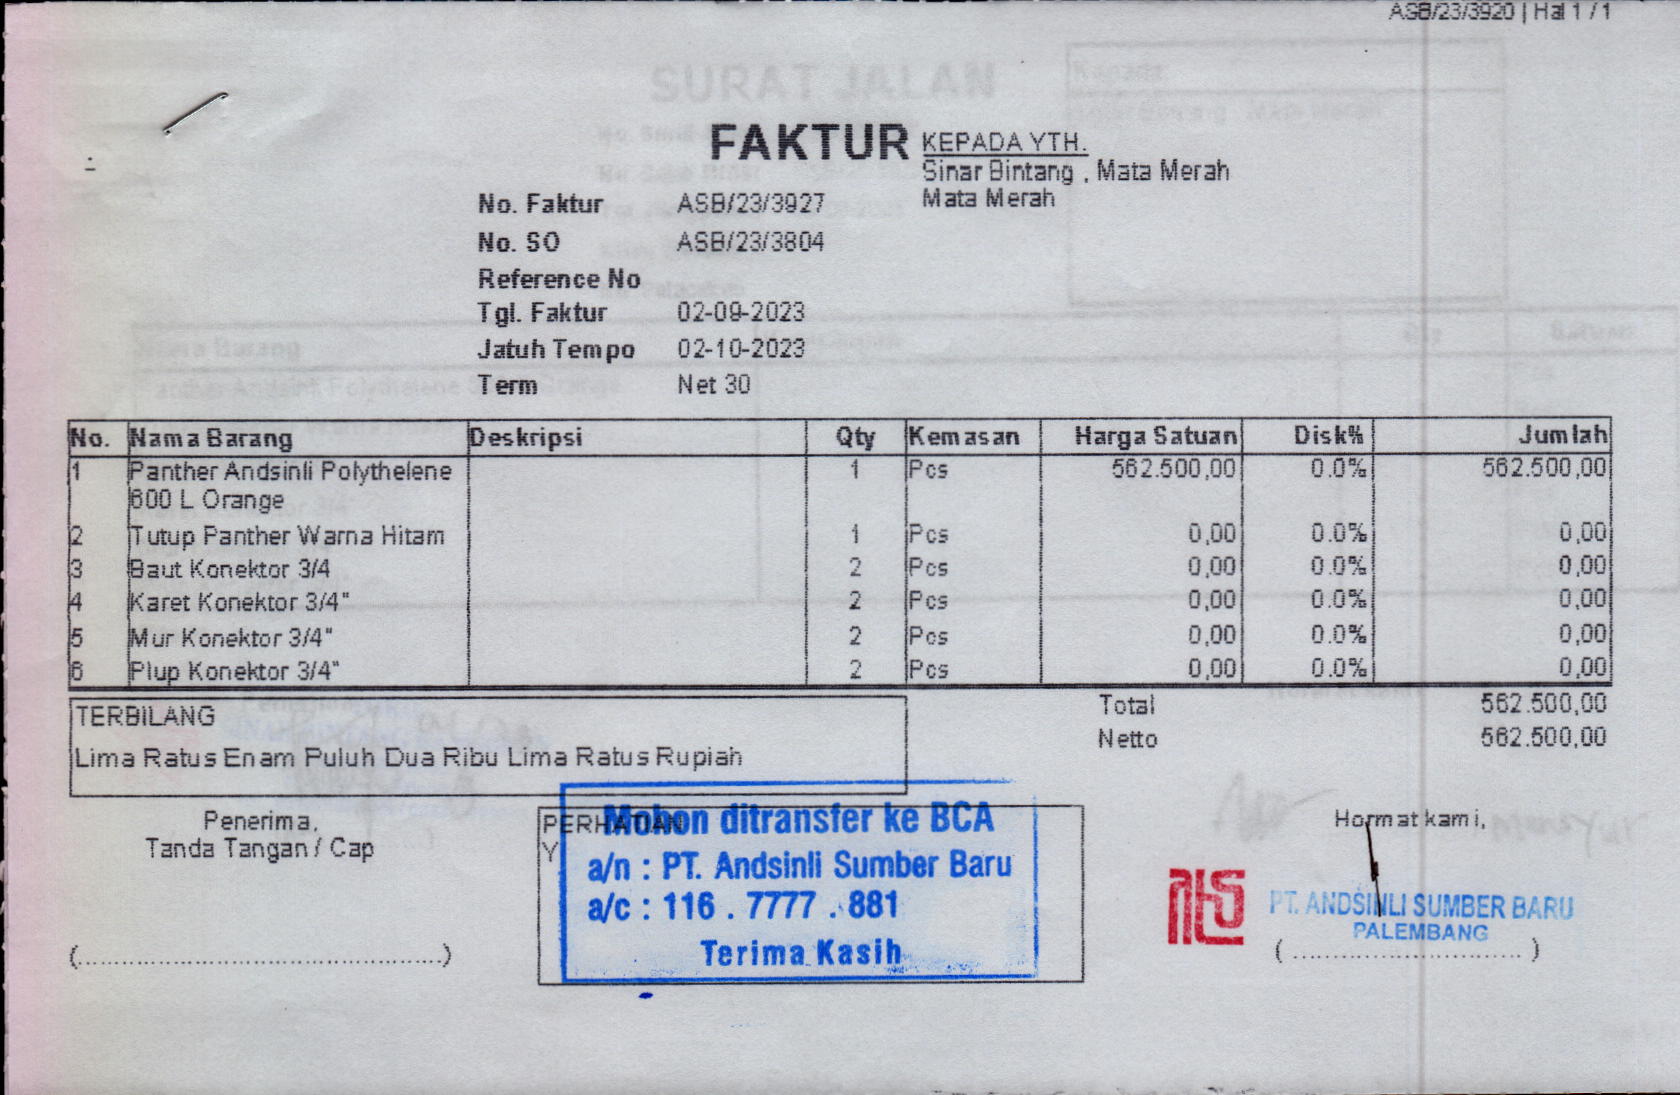 ASB/23/3920 | Hal 1 / 1
FAKTUR
KEPADA YTH.
Sinar Bintang , Mata Merah
Mata Merah
No. Faktur ASB/23/3927
No. SO ASB/23/3804
Reference No
Tgl. Faktur 02-09-2023
Jatuh Tempo 02-10-2023
Term Net 30
No. Nama Barang Deskripsi Qty Kemasan Harga Satuan Disk% Jumlah
1 Panther Andsinli Polythelene 1 Pcs 562.500,00 0.0% 562.500,00
600 L Orange
2 Tutup Panther Warna Hitam 1 Pcs 0,00 0.0% 0,00
3 Baut Konektor 3/4 2 Pcs 0,00 0.0% 0,00
4 Karet Konektor 3/4" 2 Pcs 0,00 0.0% 0,00
5 Mur Konektor 3/4" 2 Pcs 0,00 0.0% 0,00
6 Plup Konektor 3/4" 2 Pcs 0,00 0.0% 0,00
Total 562.500,00
Netto 562.500,00
TERBILANG
Lima Ratus Enam Puluh Dua Ribu Lima Ratus Rupiah
Penerima,
Tanda Tangan / Cap
(............................................)
PERHATIAN
Mohon ditransfer ke BCA
a/n : PT. Andsinli Sumber Baru
a/c : 116 . 7777 . 881
Terima Kasih
Hormat kami,
PT. ANDSINLI SUMBER BARU
PALEMBANG
(............................)
SURAT JALAN
Kepada
Nama Barang
Qty
Satuan